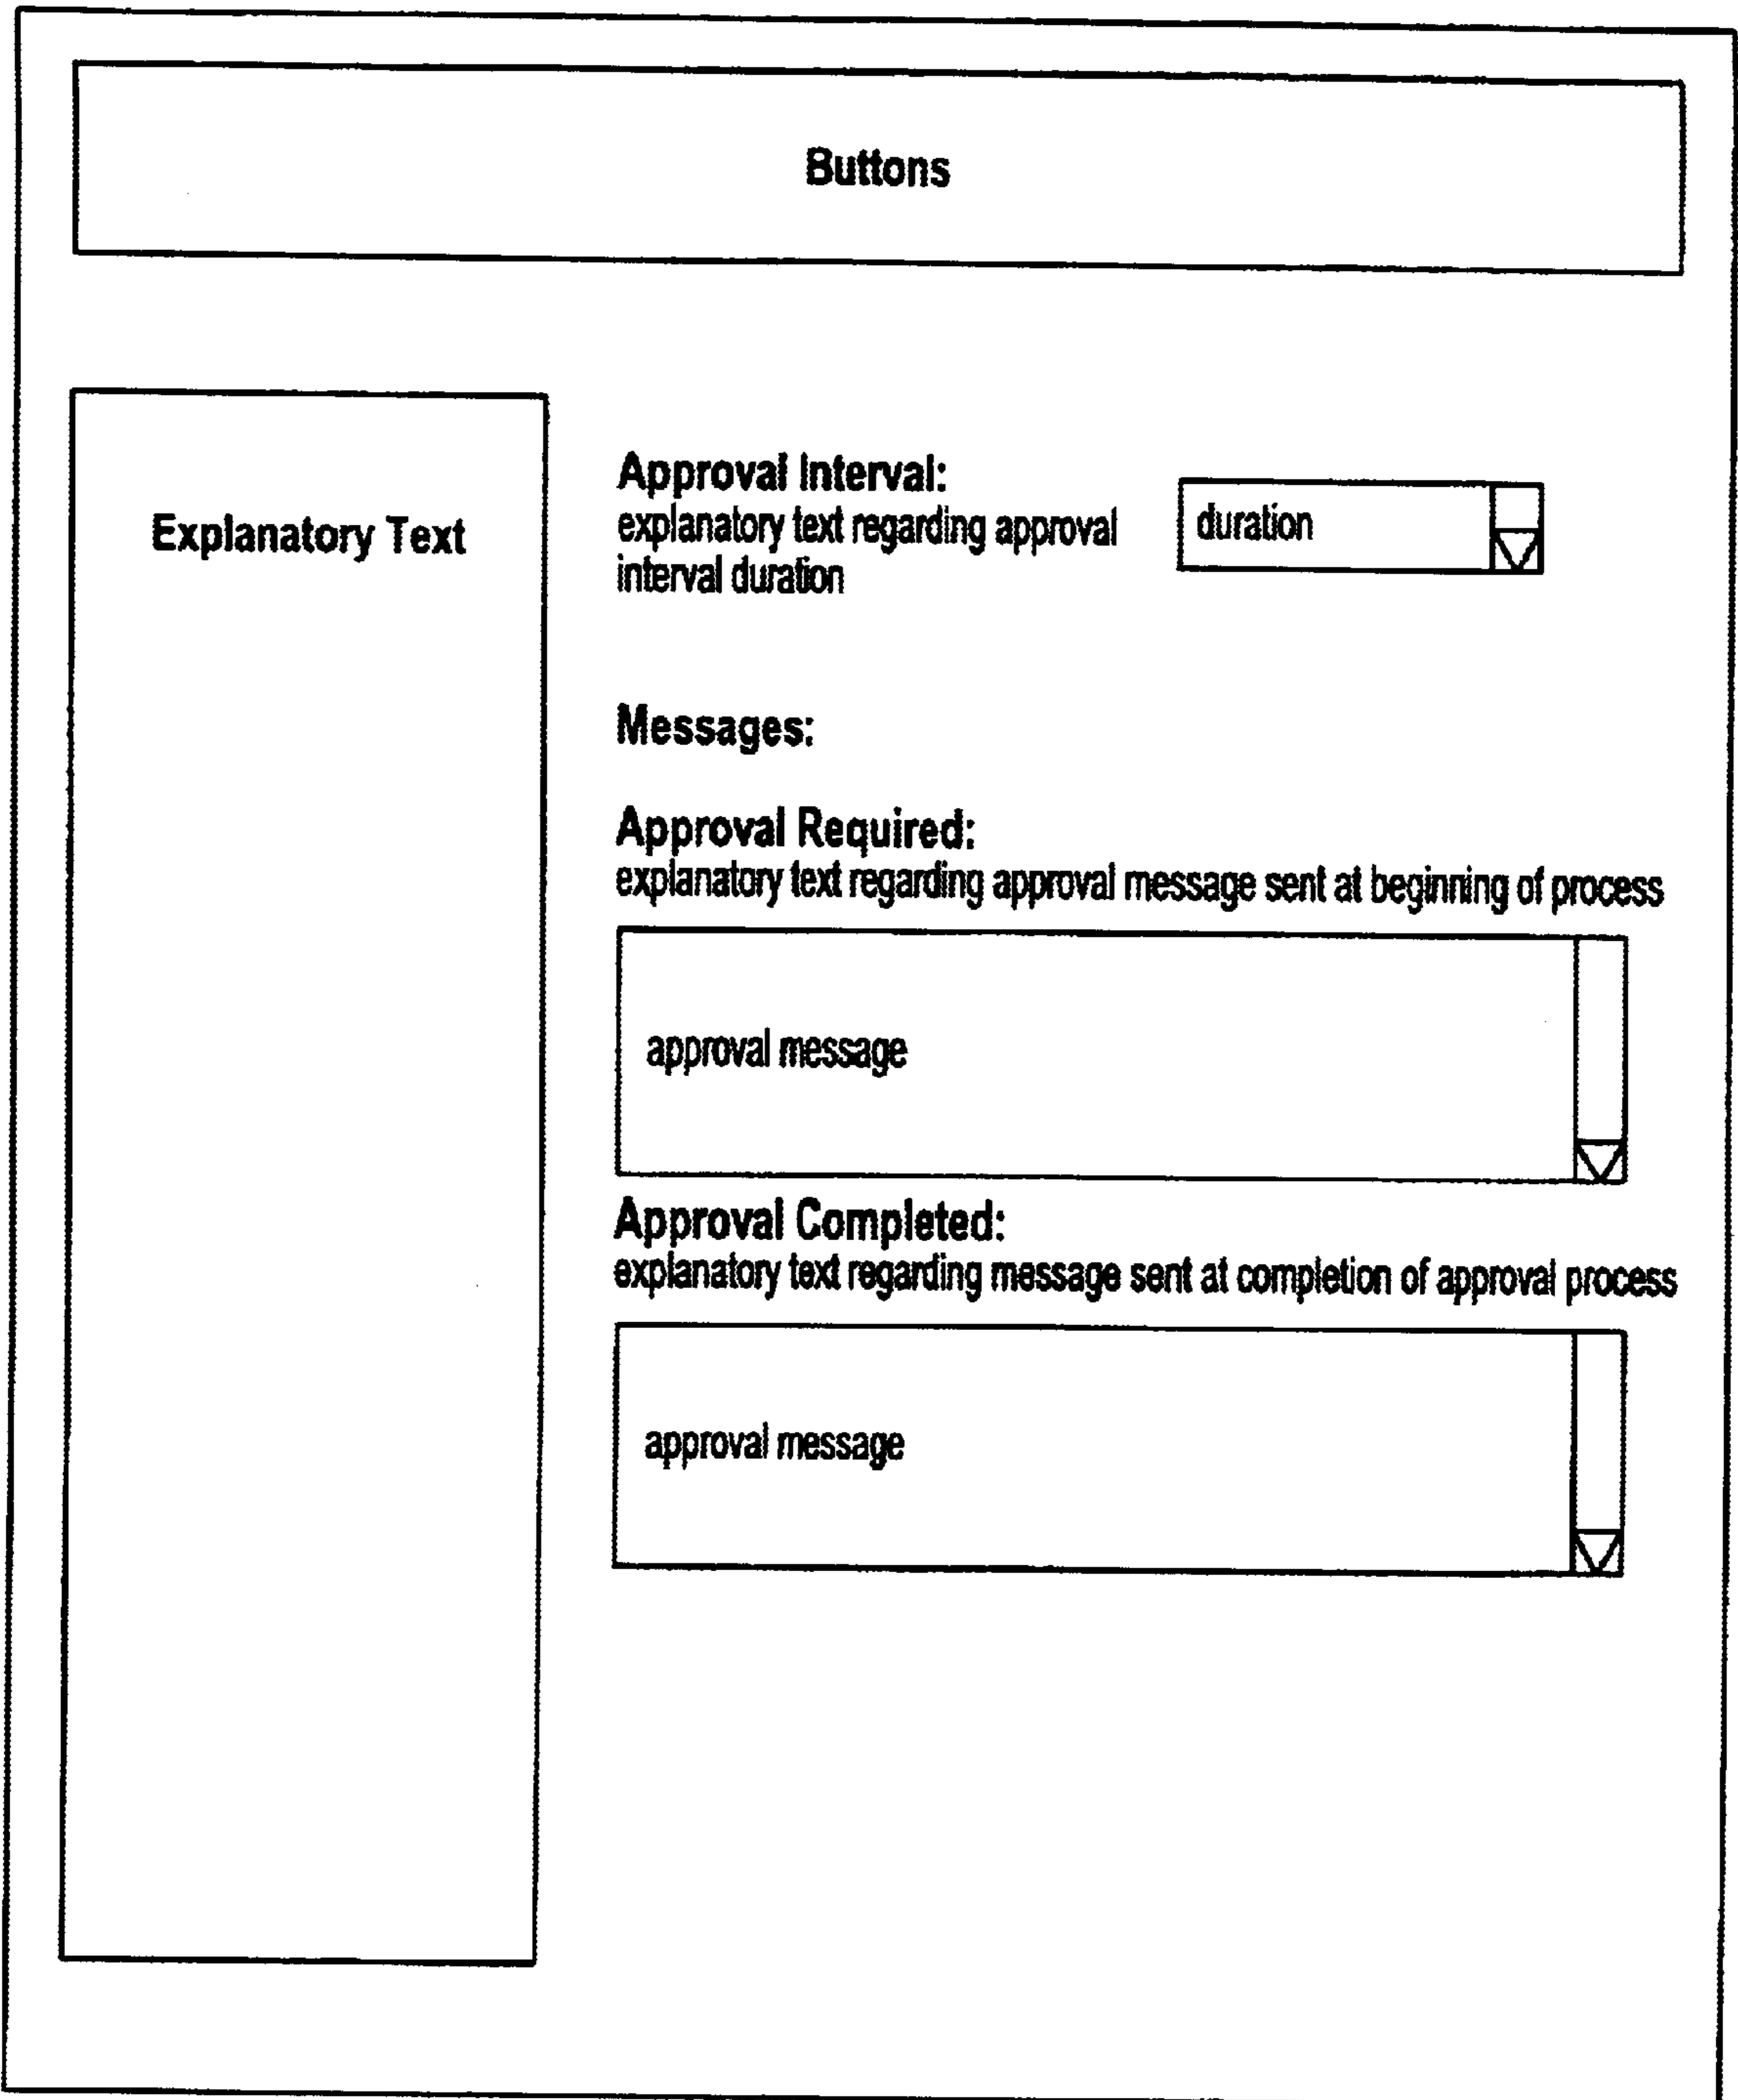 Buttons
Explanatory Text
Approval Interval:
explanatory text regarding approval
interval duration
duration
Messages:
Approval Required:
explanatory text regarding approval message sent at beginning of process
approval message
Approval Completed:
explanatory text regarding message sent at completion of approval process
approval message